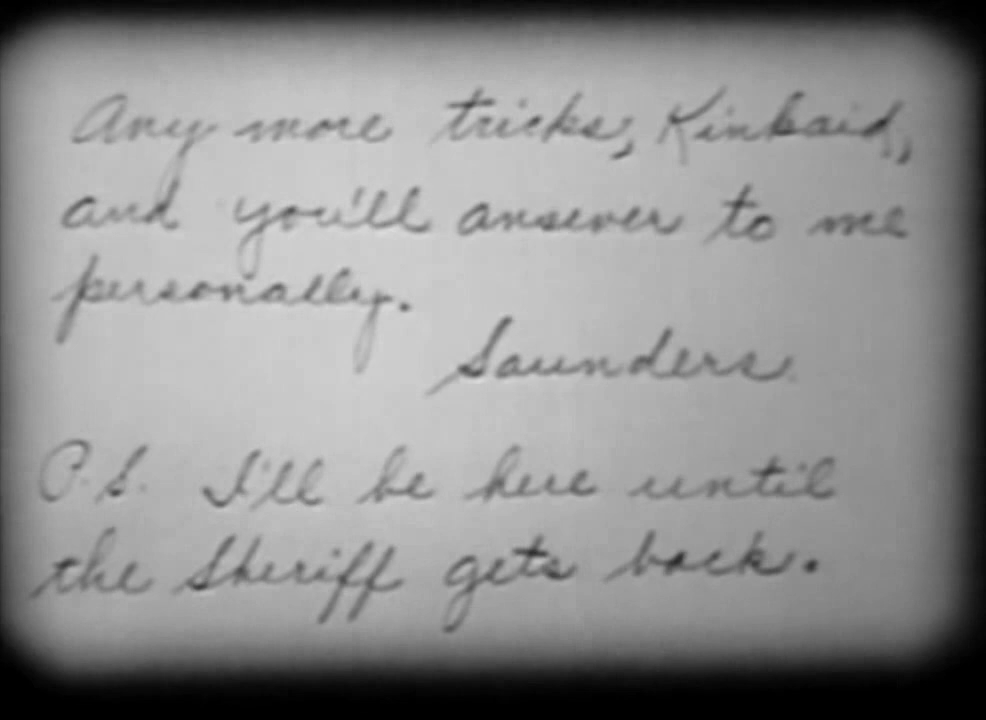 Any more tricks, Kinkaid,
and you'll answer to me
personally.
Saunders.
P.S. I'll be here until
the Sheriff gets back.